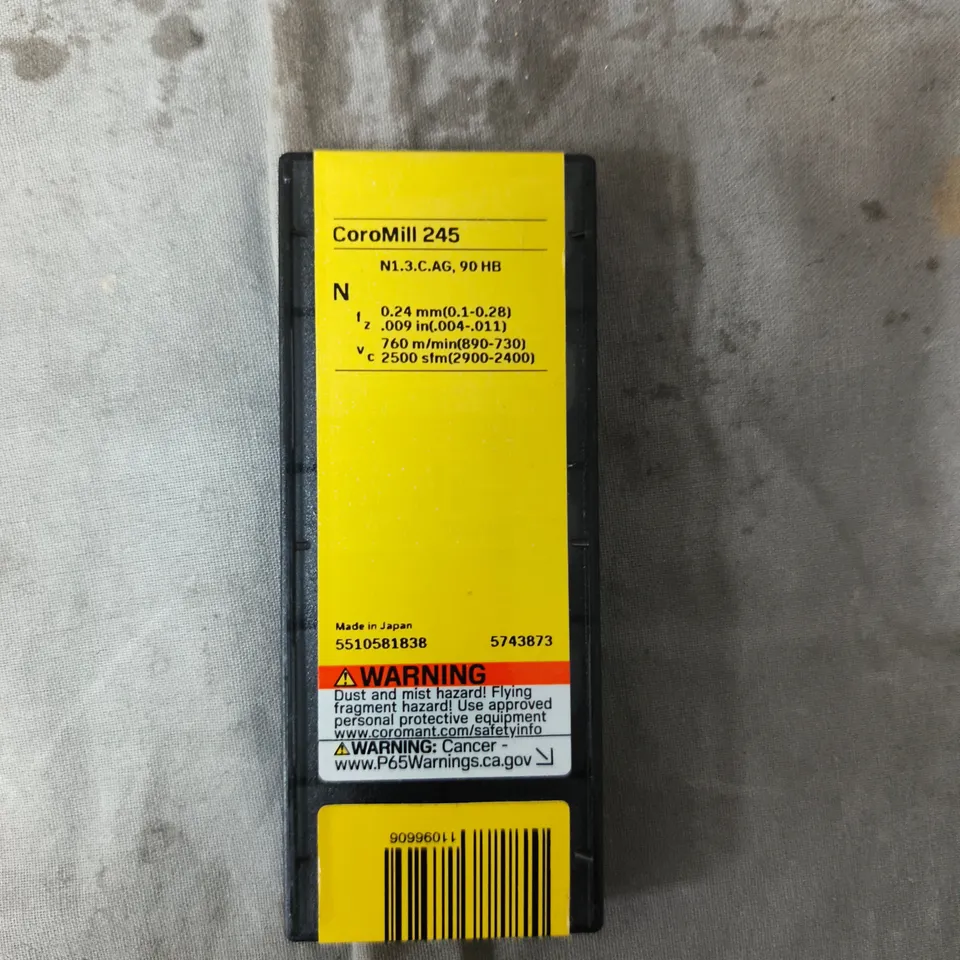 CoroMill 245
N1.3.C.AG, 90 HB
N
fz 0.24 mm(0.1-0.28)
.009 in(.004-.011)
vc 760 m/min(890-730)
2500 sfm(2900-2400)
Made in Japan
5510581838 5743873
WARNING
Dust and mist hazard! Flying
fragment hazard! Use approved
personal protective equipment
www.coromant.com/safetyinfo
WARNING: Cancer -
www.P65Warnings.ca.gov
11096606